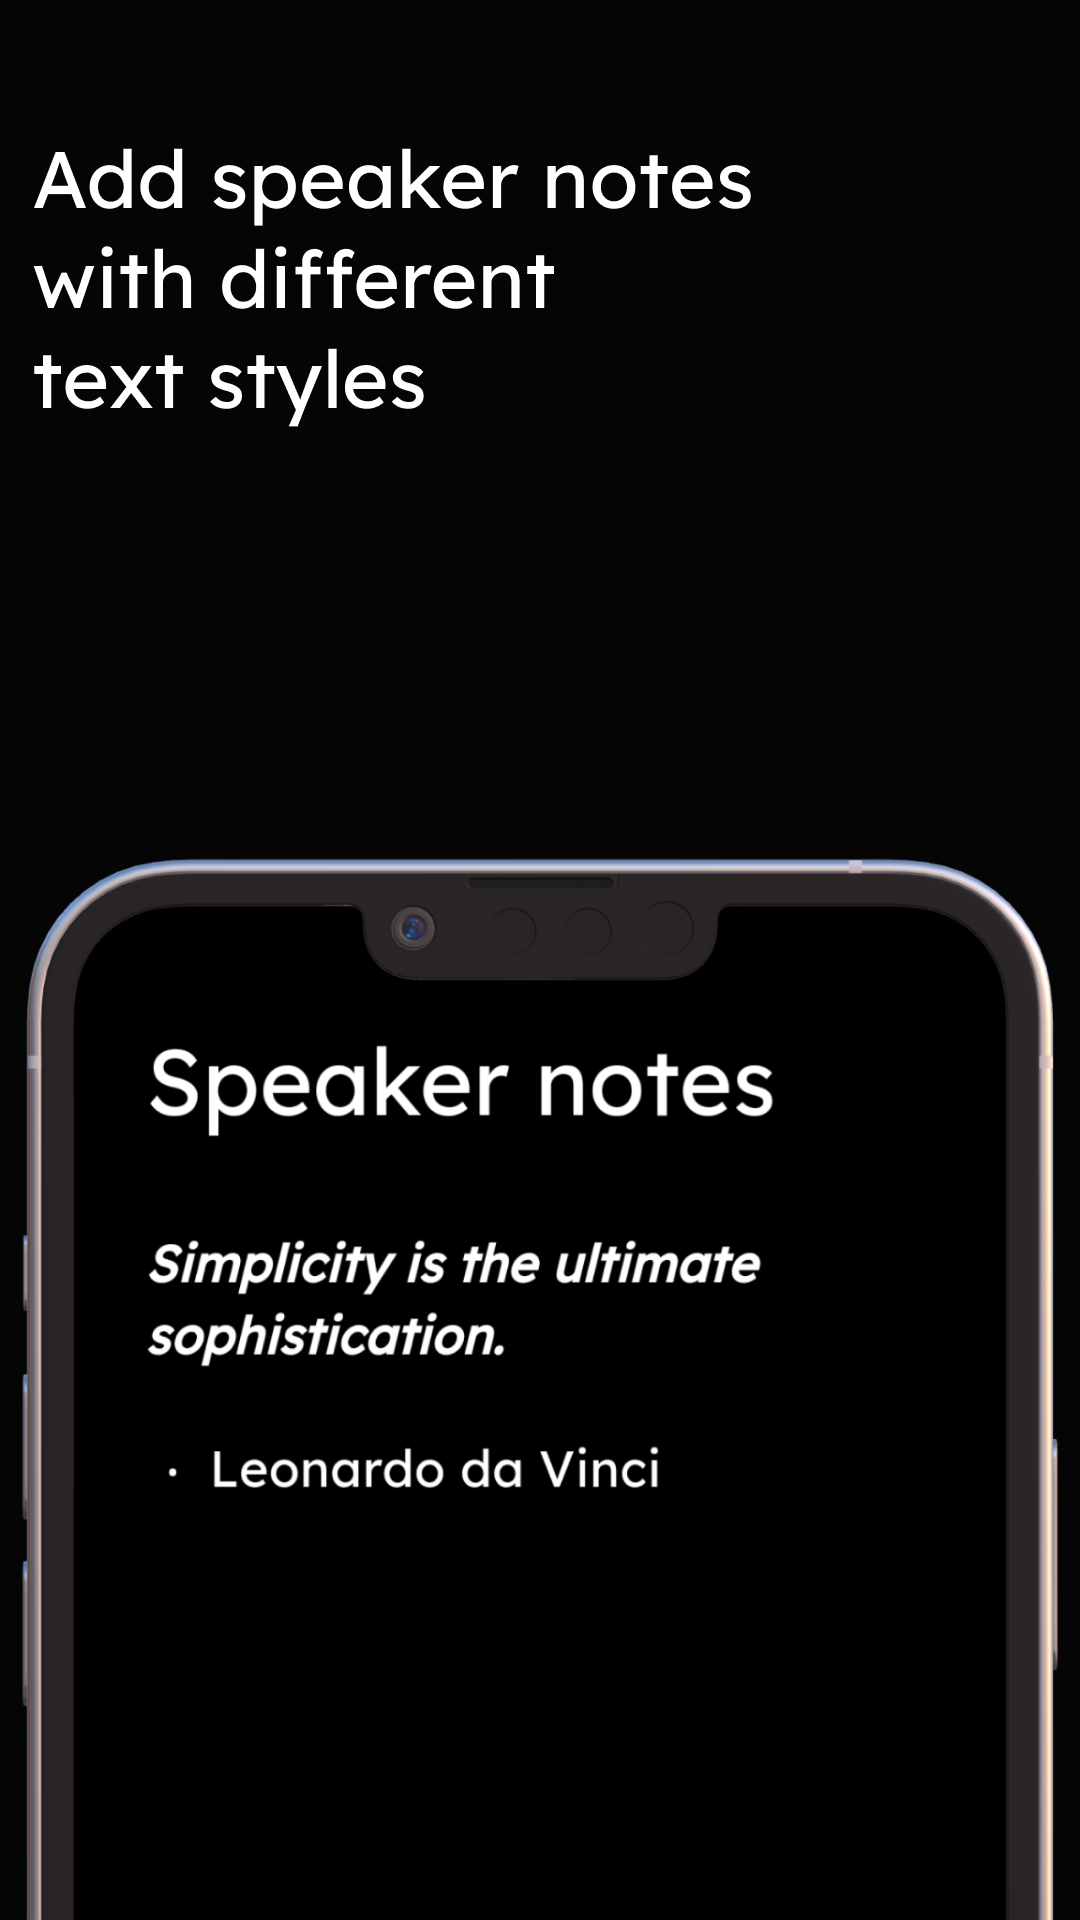 Add speaker notes
with different
text styles
Speaker notes
Simplicity is the ultimate
sophistication.
· Leonardo da Vinci